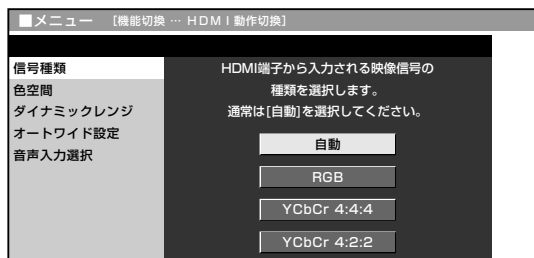 ■メニュー [機能切換 … HDMI動作切換]
信号種類
色空間
ダイナミックレンジ
オートワイド設定
音声入力選択
HDMI端子から入力される映像信号の
種類を選択します。
通常は[自動]を選択してください。
自動
RGB
YCbCr 4:4:4
YCbCr 4:2:2